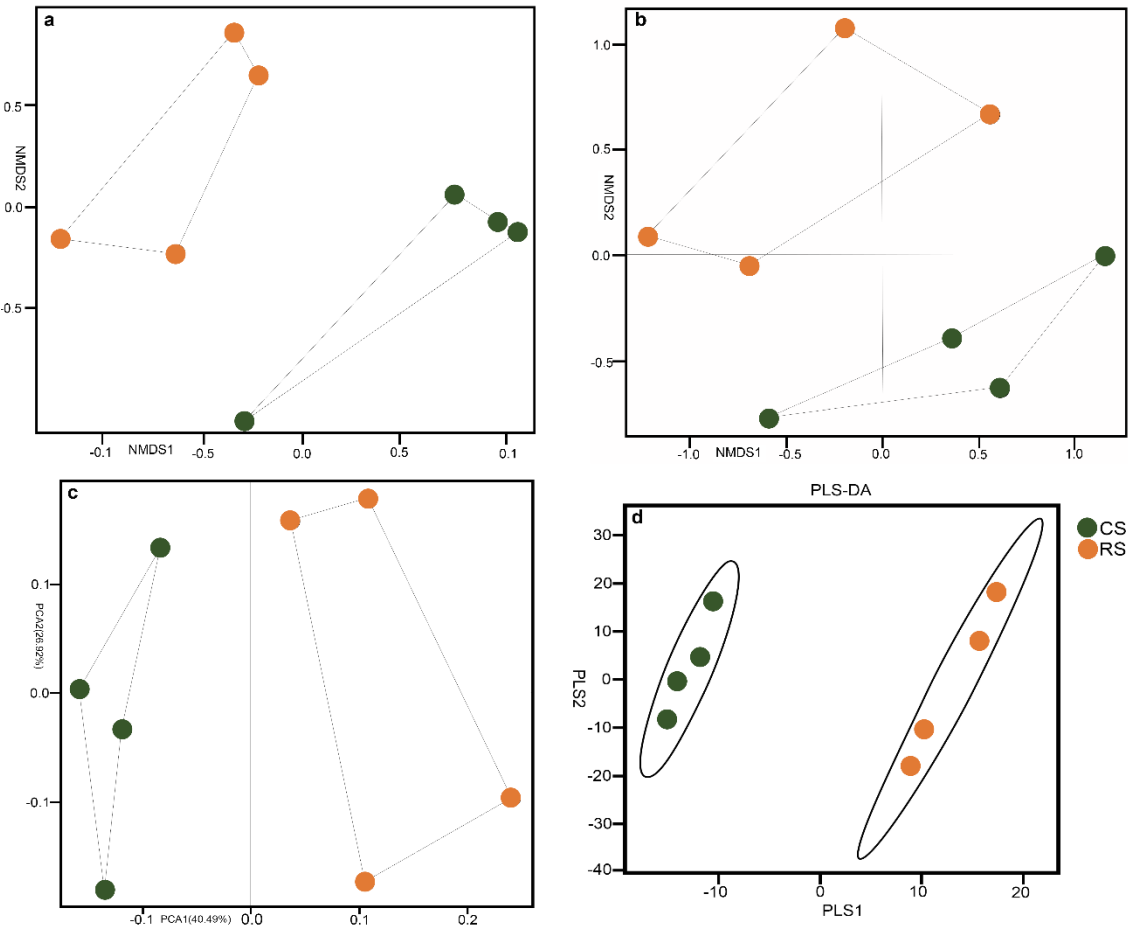 a
0.5
0.0
-0.5
NMDS2
-0.1
-0.5
0.0
0.5
0.1
NMDS1
b
1.0
0.5
0.0
-0.5
NMDS2
-1.0
-0.5
0.0
0.5
1.0
NMDS1
c
0.1
0.0
-0.1
PCA2(26.92%)
-0.1
0.0
0.1
0.2
PCA1(40.49%)
PLS-DA
d
30
20
10
0
-10
-20
-30
-40
PLS2
-10
0
10
20
PLS1
CS
RS